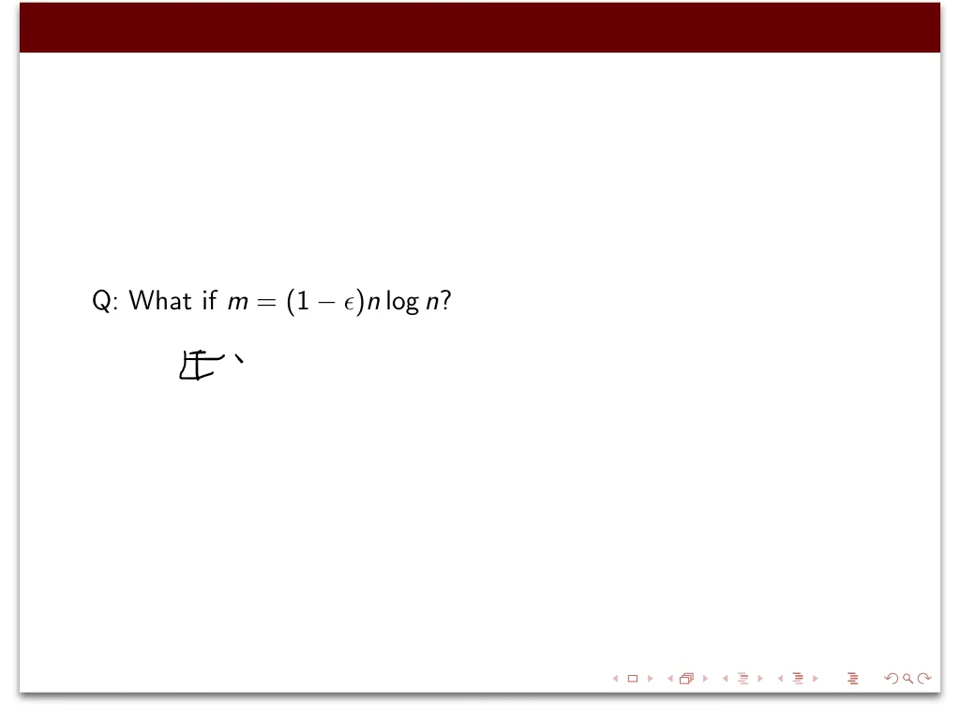 Q: What if m = (1 − ϵ)n log n?